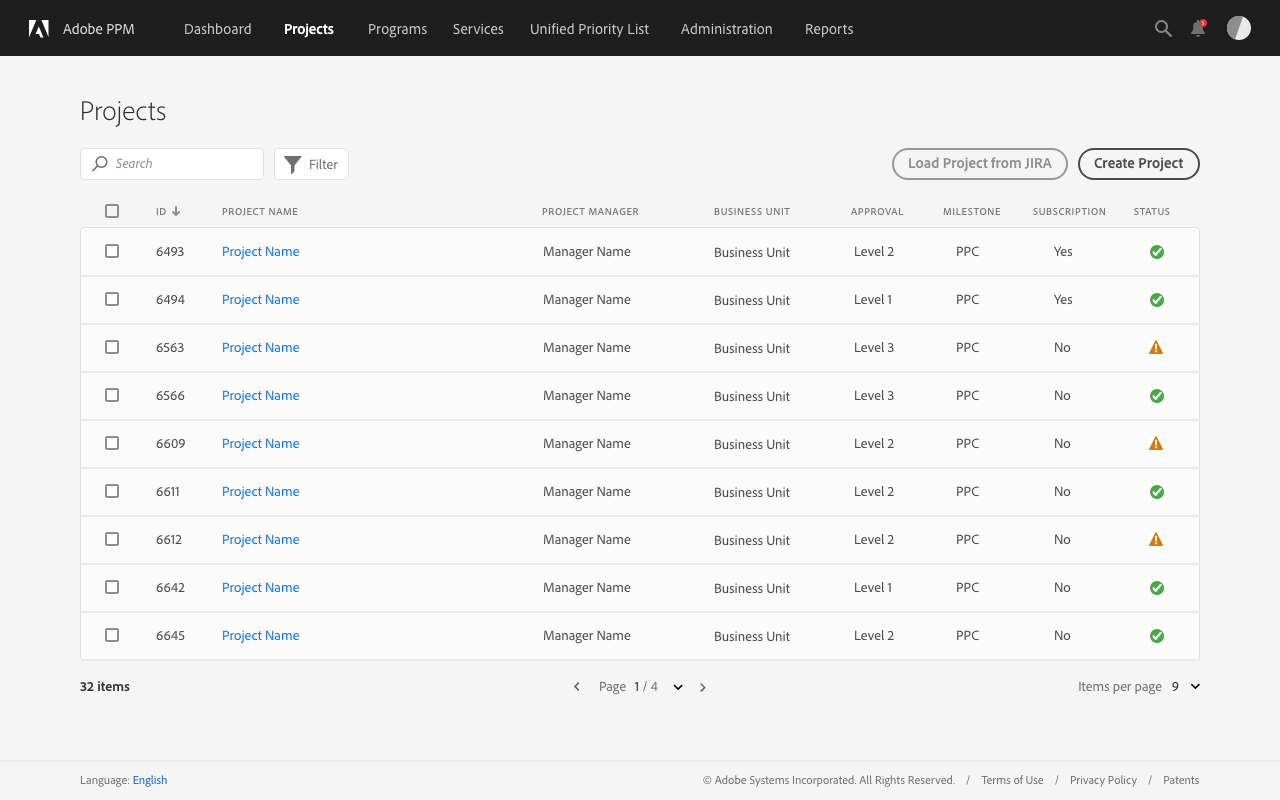 Adobe PPM Dashboard Projects Programs Services Unified Priority List Administration Reports
Projects
Search Filter Load Project from JIRA Create Project
ID PROJECT NAME PROJECT MANAGER BUSINESS UNIT APPROVAL MILESTONE SUBSCRIPTION STATUS
6493 Project Name Manager Name Business Unit Level 2 PPC Yes
6494 Project Name Manager Name Business Unit Level 1 PPC Yes
6563 Project Name Manager Name Business Unit Level 3 PPC No
6566 Project Name Manager Name Business Unit Level 3 PPC No
6609 Project Name Manager Name Business Unit Level 2 PPC No
6611 Project Name Manager Name Business Unit Level 2 PPC No
6612 Project Name Manager Name Business Unit Level 2 PPC No
6642 Project Name Manager Name Business Unit Level 1 PPC No
6645 Project Name Manager Name Business Unit Level 2 PPC No
32 items Page 1 / 4 Items per page 9
Language: English © Adobe Systems Incorporated. All Rights Reserved. / Terms of Use / Privacy Policy / Patents